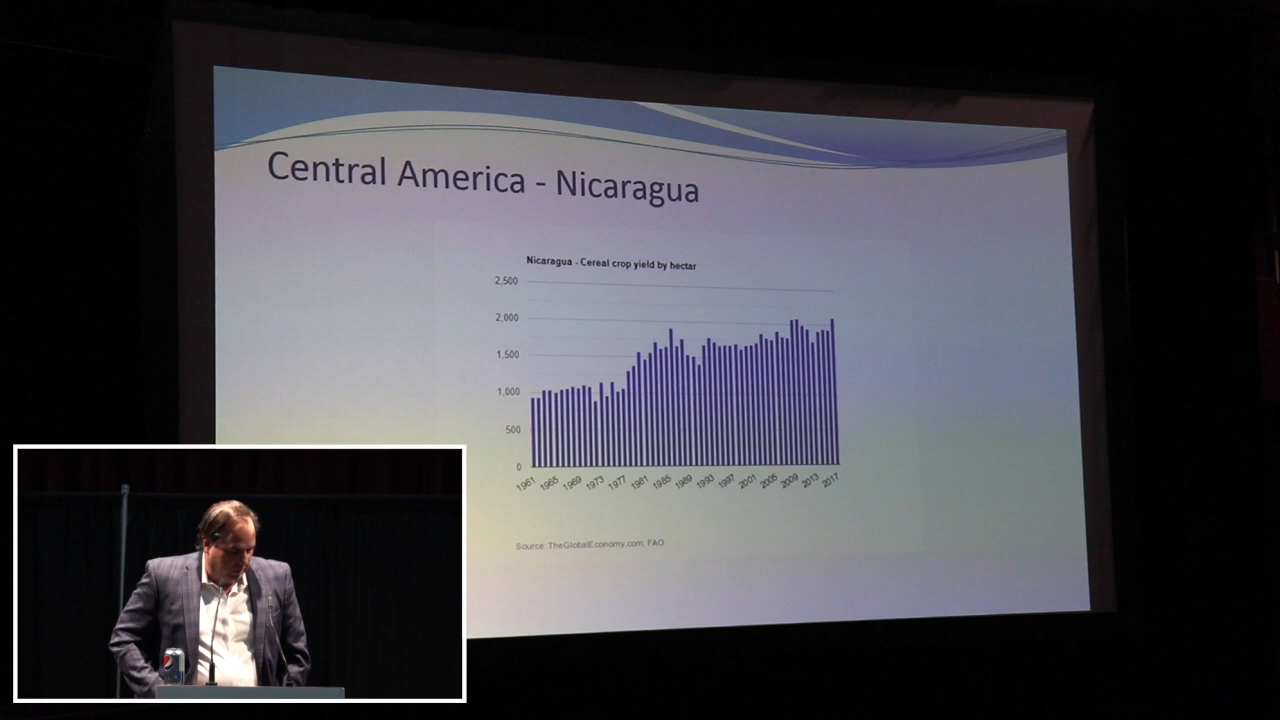 Central America - Nicaragua
Nicaragua - Cereal crop yield by hectar
2,500
2,000
1,500
1,000
500
0
1961 1965 1969 1973 1977 1981 1985 1989 1993 1997 2001 2005 2009 2013 2017
Source: TheGlobalEconomy.com, FAO